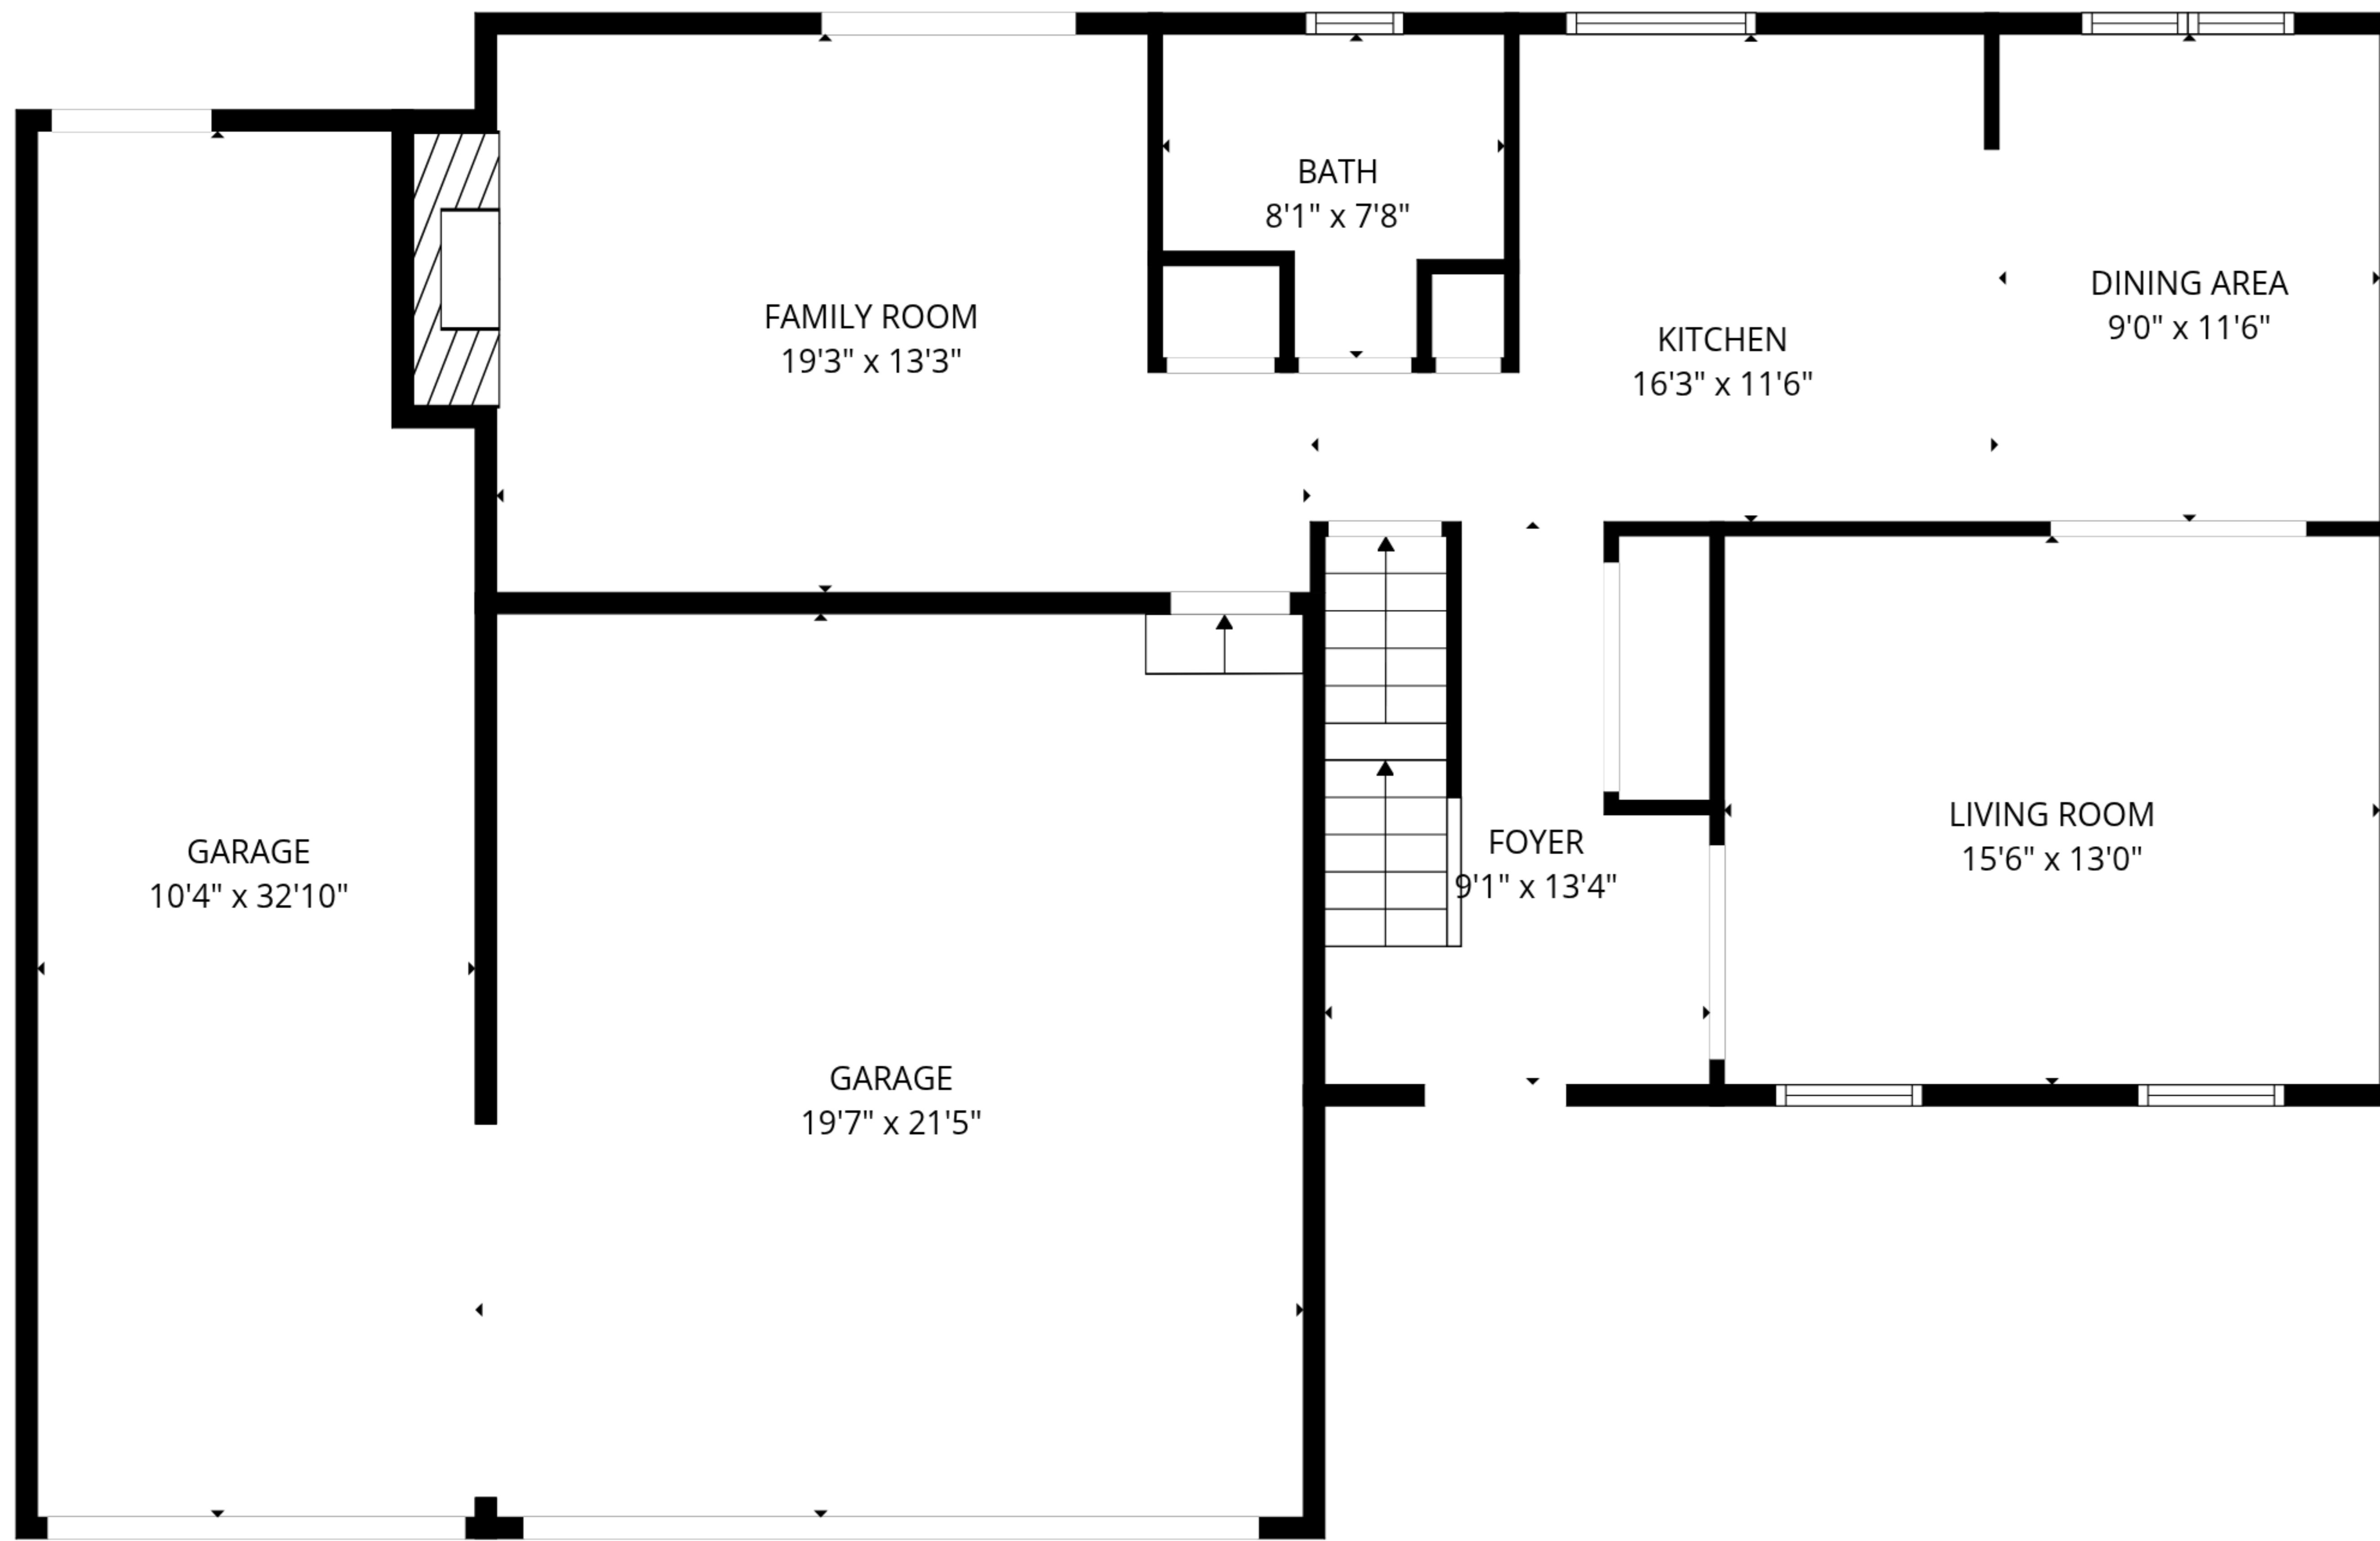 BATH
8'1" x 7'8"
DINING AREA
9'0" x 11'6"
FAMILY ROOM
19'3" x 13'3"
KITCHEN
16'3" x 11'6"
GARAGE
10'4" x 32'10"
FOYER
9'1" x 13'4"
LIVING ROOM
15'6" x 13'0"
GARAGE
19'7" x 21'5"